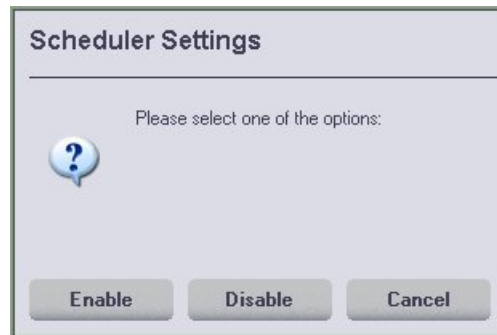 Scheduler Settings
Please select one of the options:
?
Enable
Disable
Cancel